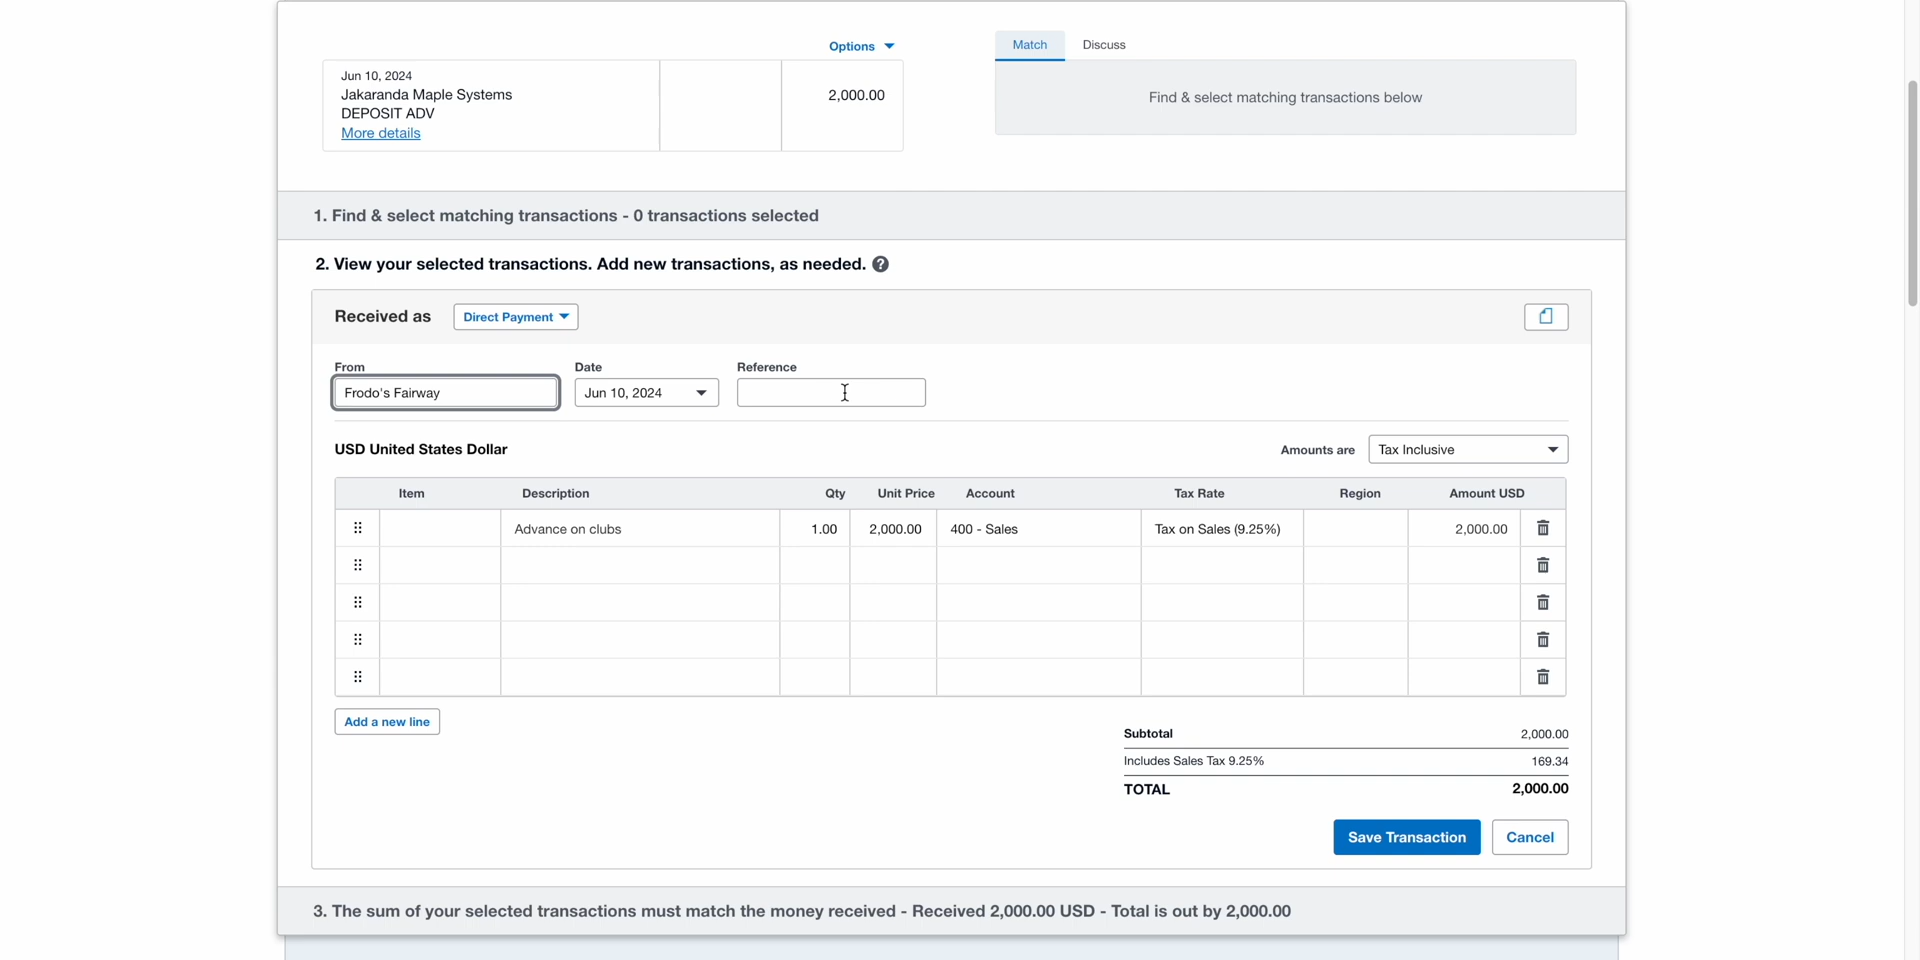 Options
Match Discuss
Jun 10, 2024
Jakaranda Maple Systems
DEPOSIT ADV
More details
2,000.00
Find & select matching transactions below
1. Find & select matching transactions - 0 transactions selected
2. View your selected transactions. Add new transactions, as needed. ?
Received as Direct Payment
From Date Reference
Frodo's Fairway Jun 10, 2024
USD United States Dollar Amounts are Tax Inclusive
Item Description Qty Unit Price Account Tax Rate Region Amount USD
Advance on clubs 1.00 2,000.00 400 - Sales Tax on Sales (9.25%) 2,000.00
Add a new line
Subtotal 2,000.00
Includes Sales Tax 9.25% 169.34
TOTAL 2,000.00
Save Transaction Cancel
3. The sum of your selected transactions must match the money received - Received 2,000.00 USD - Total is out by 2,000.00